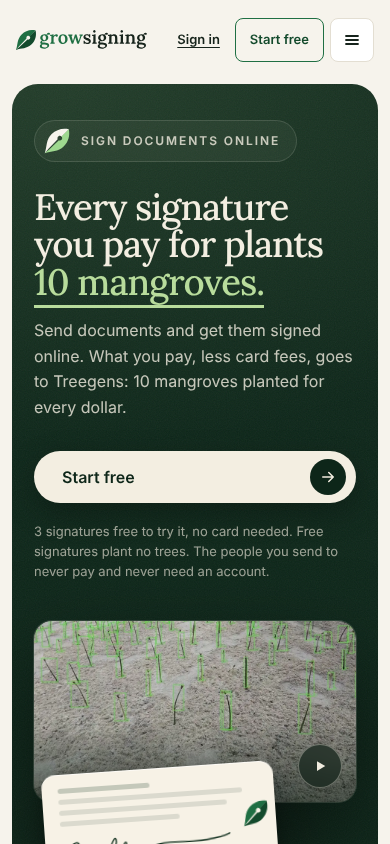 growsigning
Sign in
Start free
SIGN DOCUMENTS ONLINE
Every signature
you pay for plants
10 mangroves.
Send documents and get them signed
online. What you pay, less card fees, goes
to Treegens: 10 mangroves planted for
every dollar.
Start free
3 signatures free to try it, no card needed. Free
signatures plant no trees. The people you send to
never pay and never need an account.